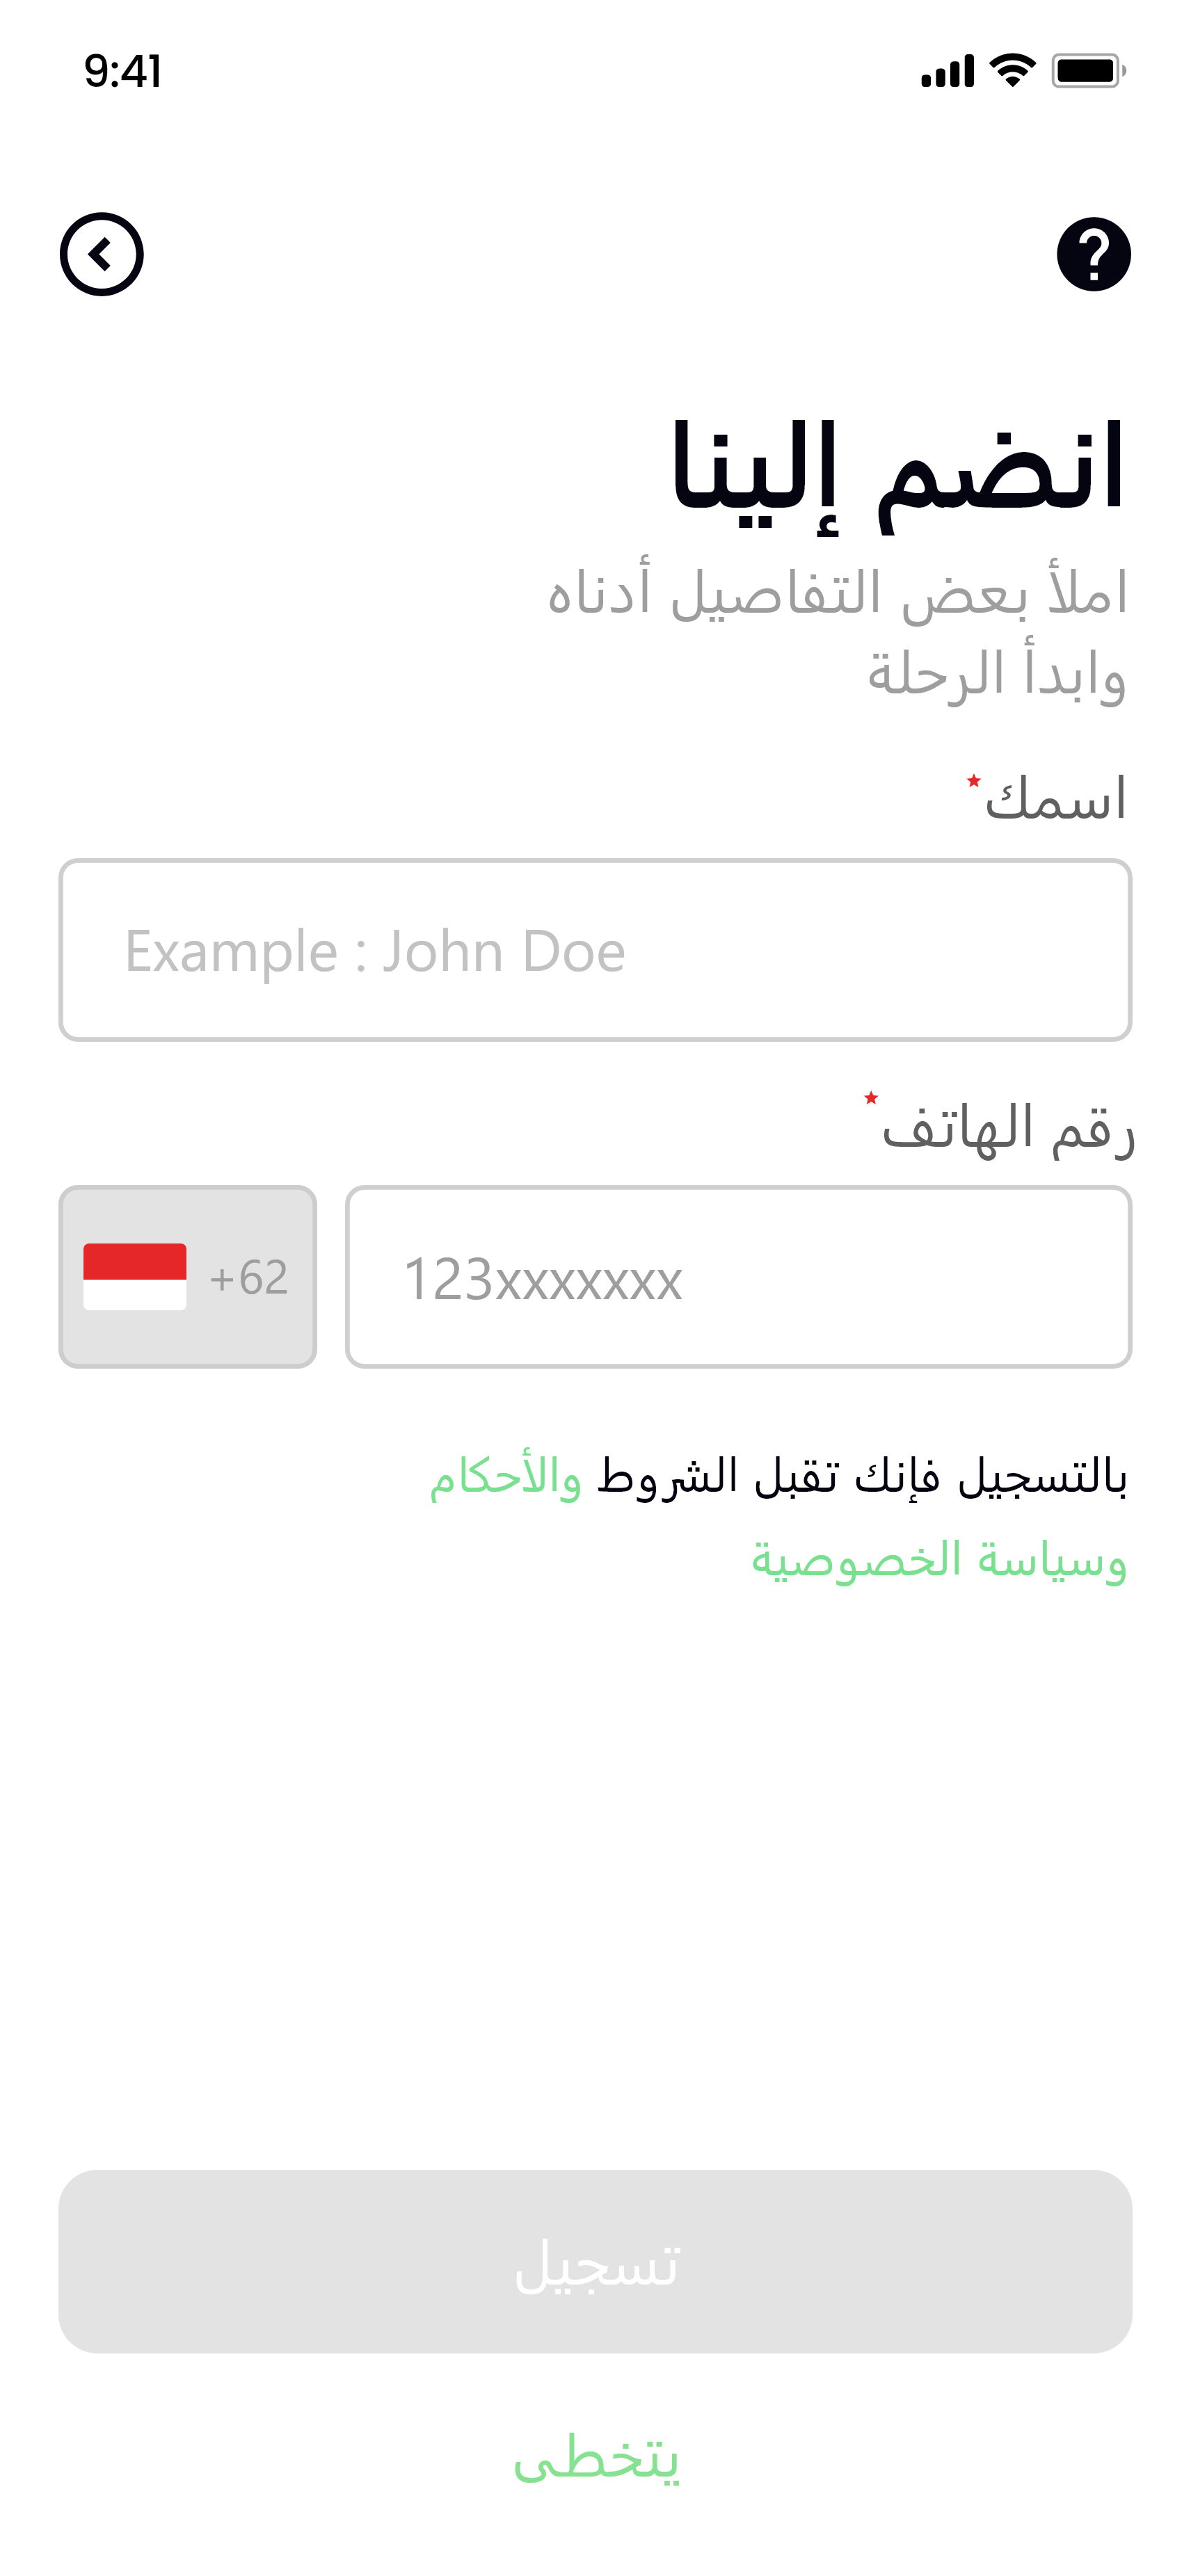 9:41
انضم إلينا
املأ بعض التفاصيل أدناه
وابدأ الرحلة
اسمك*
Example : John Doe
رقم الهاتف*
+62 123xxxxxxx
بالتسجيل فإنك تقبل الشروط والأحكام
وسياسة الخصوصية
تسجيل
يتخطى